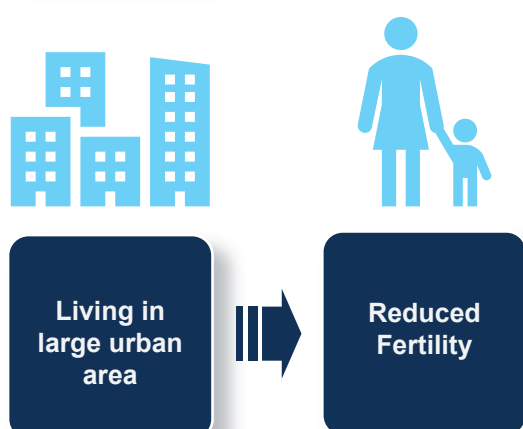 Living in
large urban
area
Reduced
Fertility